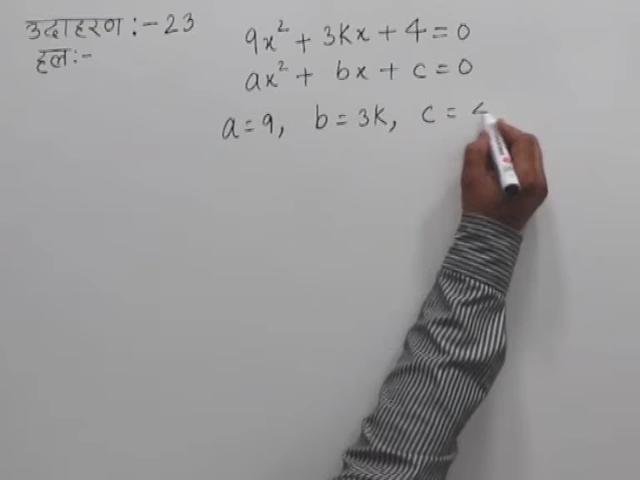 उदाहरण :- 23
हल :-
9x² + 3Kx + 4 = 0
ax² + bx + c = 0
a = 9, b = 3K, c =